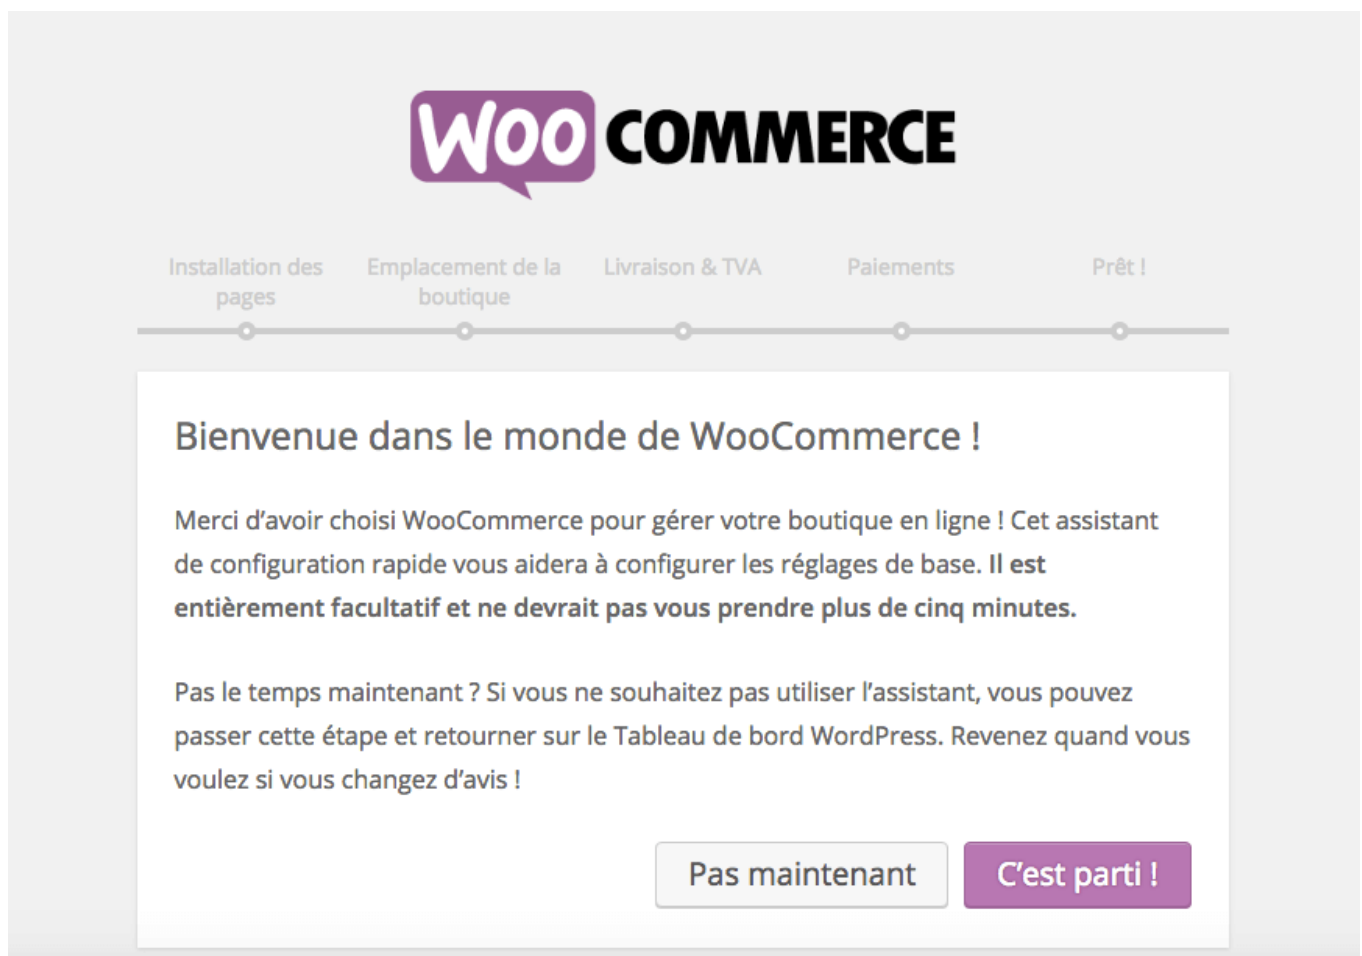 WOO COMMERCE
Installation des
pages
Emplacement de la
boutique
Livraison & TVA
Paiements
Prêt !
Bienvenue dans le monde de WooCommerce !
Merci d’avoir choisi WooCommerce pour gérer votre boutique en ligne ! Cet assistant
de configuration rapide vous aidera à configurer les réglages de base. Il est
entièrement facultatif et ne devrait pas vous prendre plus de cinq minutes.
Pas le temps maintenant ? Si vous ne souhaitez pas utiliser l’assistant, vous pouvez
passer cette étape et retourner sur le Tableau de bord WordPress. Revenez quand vous
voulez si vous changez d’avis !
Pas maintenant
C’est parti !